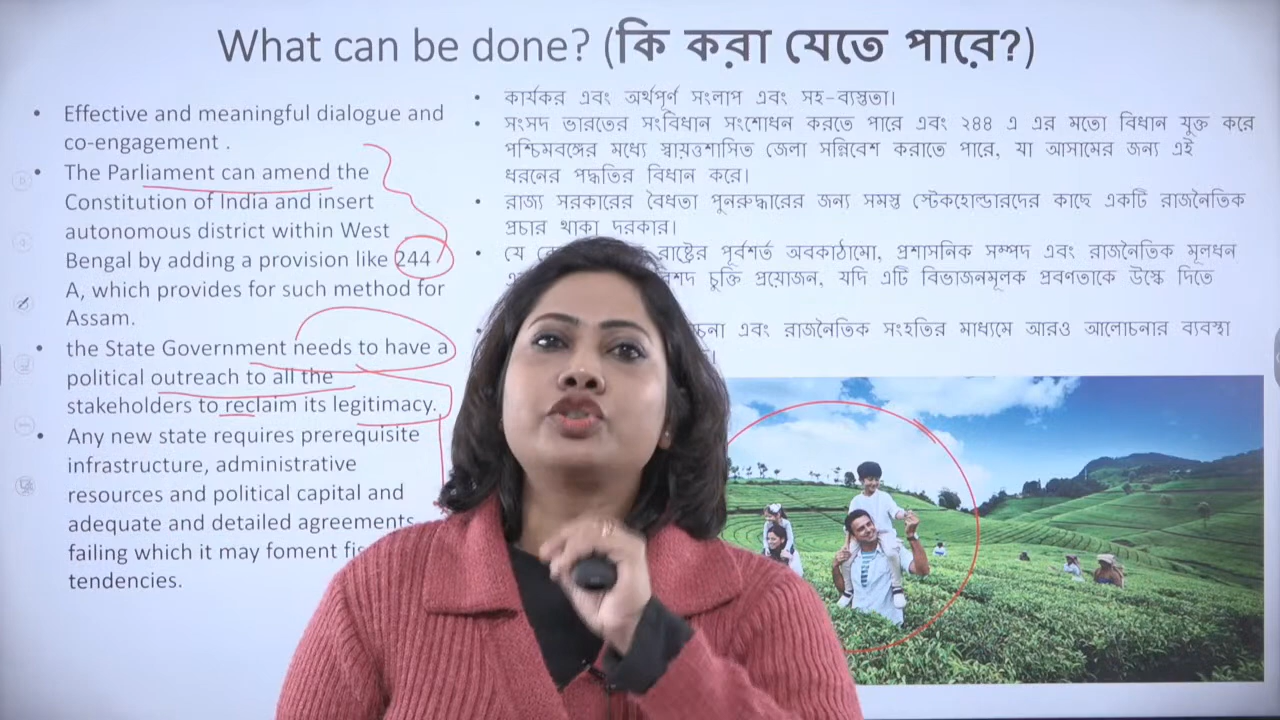 What can be done? (কি করা যেতে পারে?)
• Effective and meaningful dialogue and
co-engagement .
• The Parliament can amend the
Constitution of India and insert
autonomous district within West
Bengal by adding a provision like 244
A, which provides for such method for
Assam.
• the State Government needs to have a
political outreach to all the
stakeholders to reclaim its legitimacy.
• Any new state requires prerequisite
infrastructure, administrative
resources and political capital and
adequate and detailed agreements
failing which it may foment
tendencies.
• কার্যকর এবং অর্থপূর্ণ সংলাপ এবং সহ-ব্যস্ততা।
• সংসদ ভারতের সংবিধান সংশোধন করতে পারে এবং ২৪৪ এ এর মতো বিধান যুক্ত করে
পশ্চিমবঙ্গের মধ্যে স্বায়ত্তশাসিত জেলা সন্নিবেশ করাতে পারে, যা আসামের জন্য এই
ধরনের পদ্ধতির বিধান করে।
• রাজ্য সরকারের বৈধতা পুনরুদ্ধারের জন্য সমস্ত স্টেকহোল্ডারদের কাছে একটি রাজনৈতিক
প্রচার থাকা দরকার।
• যে রাষ্ট্রের পূর্বশর্ত অবকাঠামো, প্রশাসনিক সম্পদ এবং রাজনৈতিক মূলধন
চুক্তি প্রয়োজন, যদি এটি বিভাজনমূলক প্রবণতাকে উস্কে দিতে
এবং রাজনৈতিক সংহতির মাধ্যমে আরও আলোচনার ব্যবস্থা